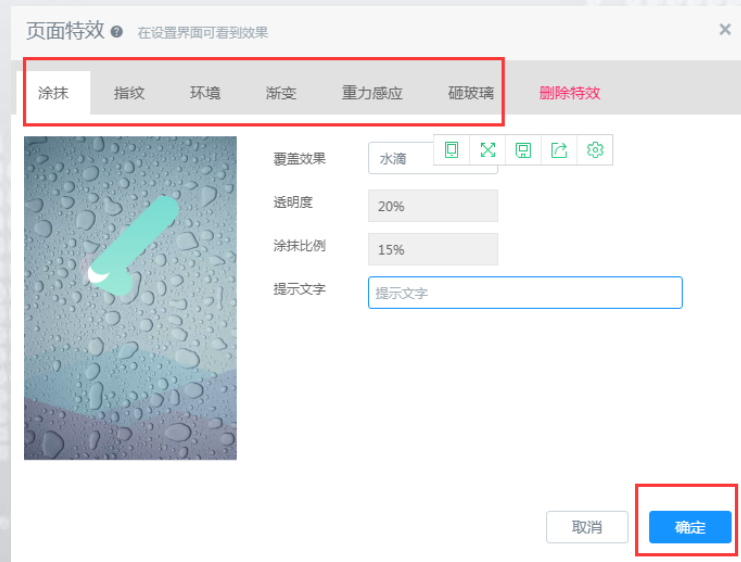 页面特效 ? 在设置界面可看到效果
涂抹 指纹 环境 渐变 重力感应 砸玻璃 删除特效
覆盖效果 水滴
透明度 20%
涂抹比例 15%
提示文字 提示文字
取消 确定